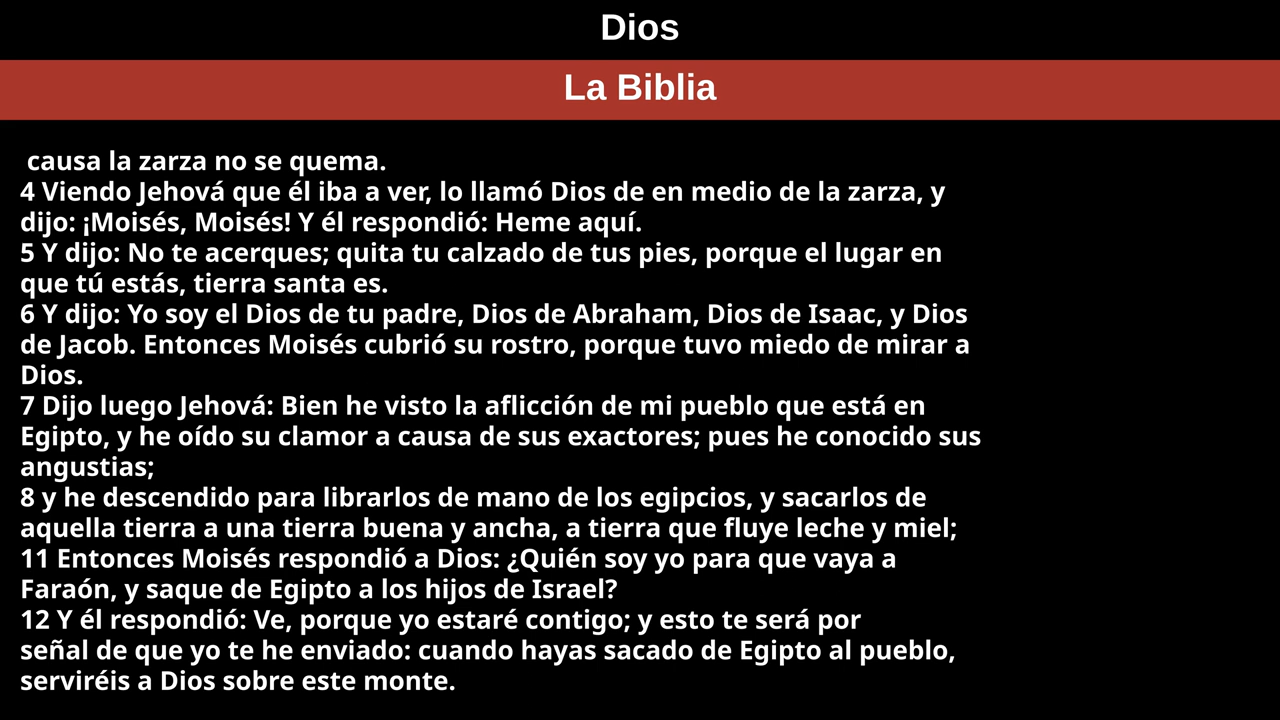 Dios
La Biblia
causa la zarza no se quema.
4 Viendo Jehová que él iba a ver, lo llamó Dios de en medio de la zarza, y
dijo: ¡Moisés, Moisés! Y él respondió: Heme aquí.
5 Y dijo: No te acerques; quita tu calzado de tus pies, porque el lugar en
que tú estás, tierra santa es.
6 Y dijo: Yo soy el Dios de tu padre, Dios de Abraham, Dios de Isaac, y Dios
de Jacob. Entonces Moisés cubrió su rostro, porque tuvo miedo de mirar a
Dios.
7 Dijo luego Jehová: Bien he visto la aflicción de mi pueblo que está en
Egipto, y he oído su clamor a causa de sus exactores; pues he conocido sus
angustias;
8 y he descendido para librarlos de mano de los egipcios, y sacarlos de
aquella tierra a una tierra buena y ancha, a tierra que fluye leche y miel;
11 Entonces Moisés respondió a Dios: ¿Quién soy yo para que vaya a
Faraón, y saque de Egipto a los hijos de Israel?
12 Y él respondió: Ve, porque yo estaré contigo; y esto te será por
señal de que yo te he enviado: cuando hayas sacado de Egipto al pueblo,
serviréis a Dios sobre este monte.